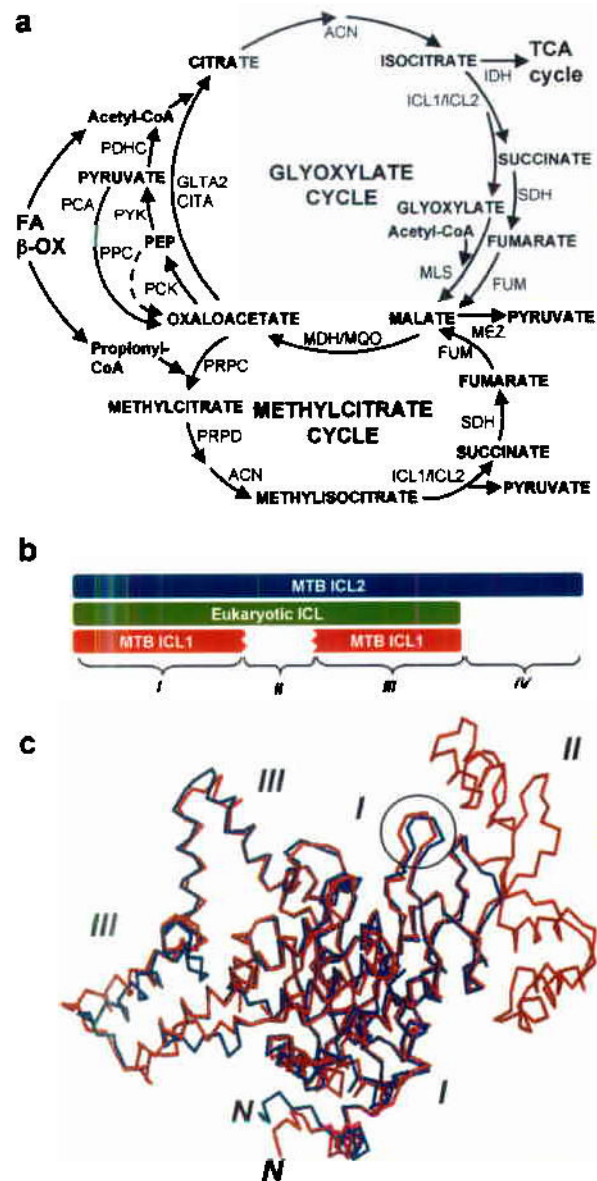 a
ACN
CITRATE
ISOCITRATE
TCA
cycle
IDH
ICL1/ICL2
Acetyl-CoA
PDHC
SUCCINATE
PYRUVATE
GLTA2
CITA
GLYOXYLATE
CYCLE
SDH
PCA
GLYOXYLATE
FA
β-OX
PYK
PPC
PEP
Acetyl-CoA
FUMARATE
PCK
MLS
FUM
OXALOACETATE
MALATE
PYRUVATE
MEZ
MDH/MQO
FUM
Propionyl-
CoA
PRPC
FUMARATE
METHYLCITRATE
METHYLCITRATE
CYCLE
SDH
PRPD
SUCCINATE
ACN
ICL1/ICL2
METHYLISOCITRATE
PYRUVATE
b
MTB ICL2
Eukaryotic ICL
MTB ICL1
MTB ICL1
I
II
III
IV
c
III
I
II
III
I
N
N